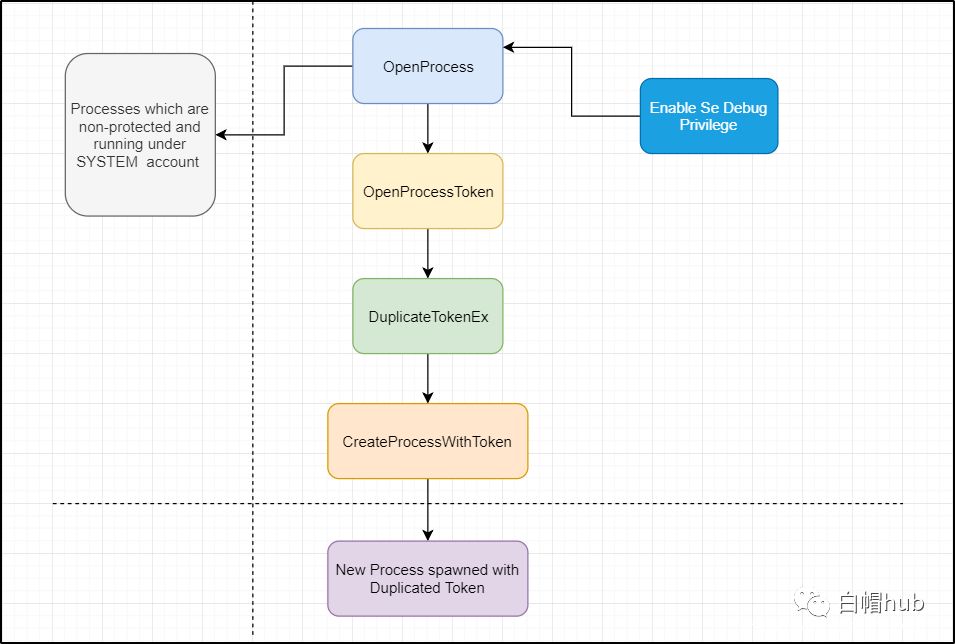 OpenProcess
Processes which are
non-protected and
running under
SYSTEM account
Enable Se Debug
Privilege
OpenProcessToken
DuplicateTokenEx
CreateProcessWithToken
New Process spawned with
Duplicated Token
白帽hub